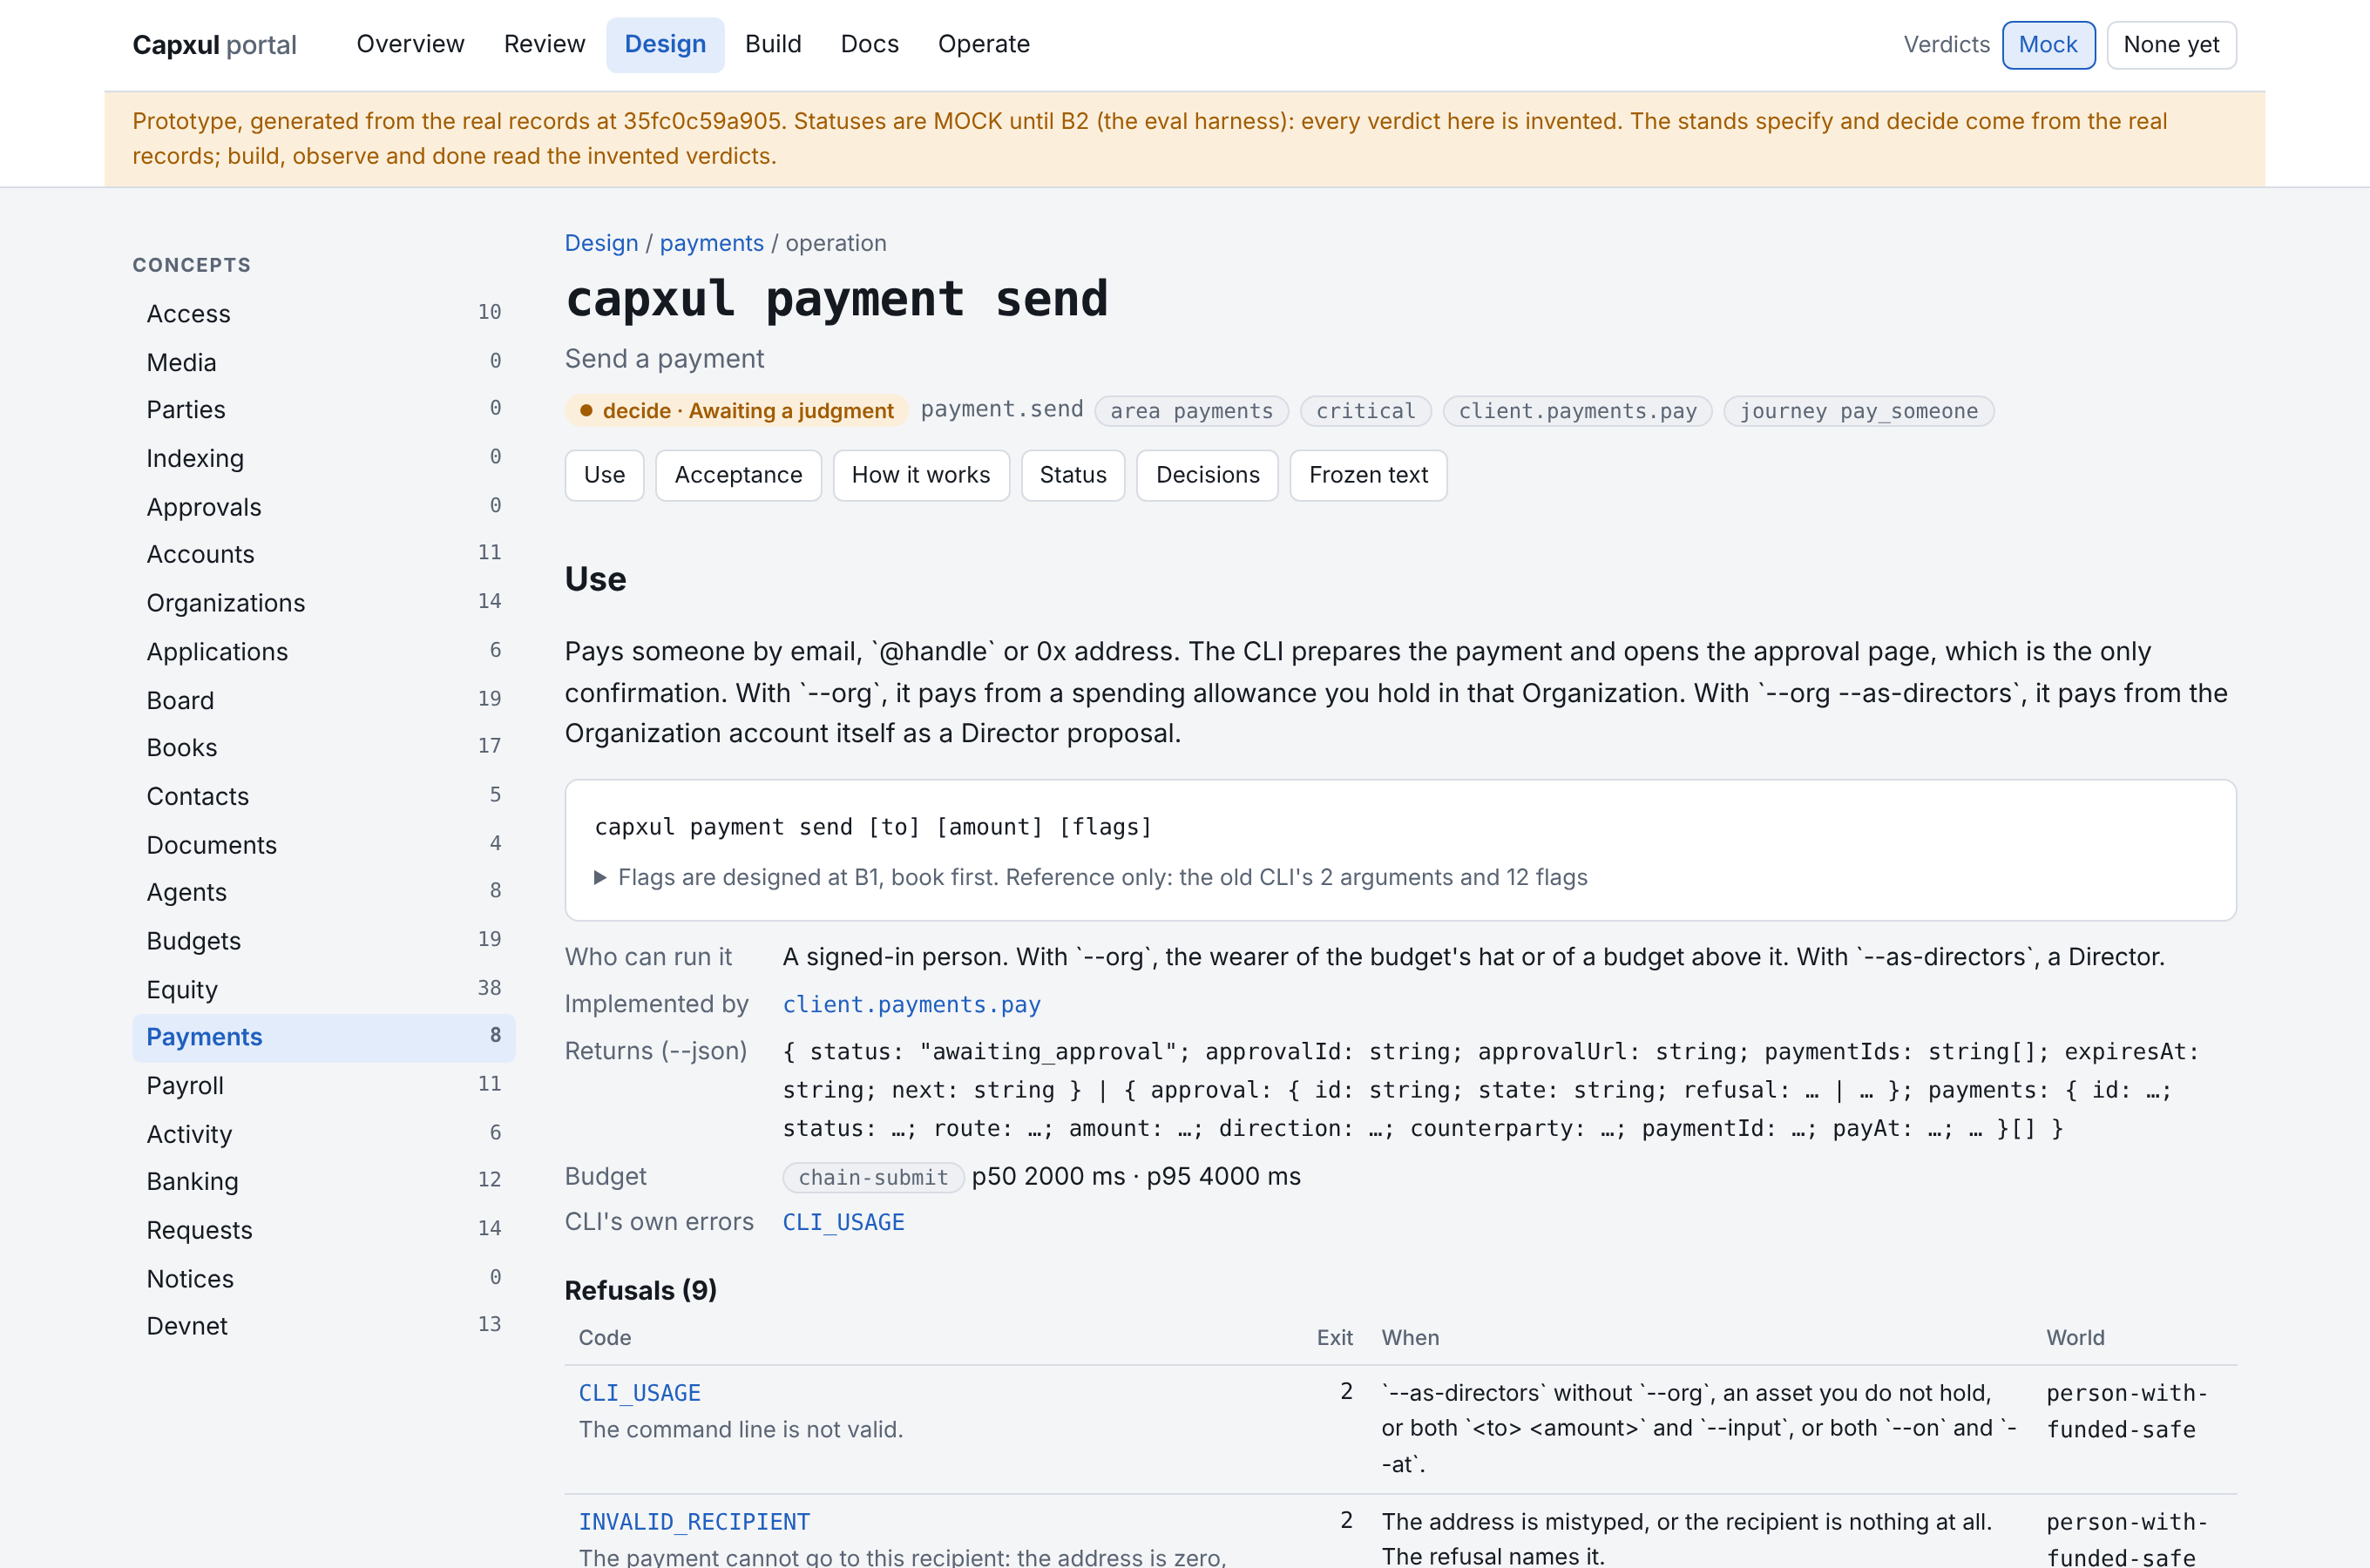 Capxul portal
Overview
Review
Design
Build
Docs
Operate
Verdicts
Mock
None yet
Prototype, generated from the real records at 35fc0c59a905. Statuses are MOCK until B2 (the eval harness): every verdict here is invented. The stands specify and decide come from the real
records; build, observe and done read the invented verdicts.
CONCEPTS
Access 10
Media 0
Parties 0
Indexing 0
Approvals 0
Accounts 11
Organizations 14
Applications 6
Board 19
Books 17
Contacts 5
Documents 4
Agents 8
Budgets 19
Equity 38
Payments 8
Payroll 11
Activity 6
Banking 12
Requests 14
Notices 0
Devnet 13
Design / payments / operation
capxul payment send
Send a payment
decide · Awaiting a judgment payment.send area payments critical client.payments.pay journey pay_someone
Use
Acceptance
How it works
Status
Decisions
Frozen text
Use
Pays someone by email, `@handle` or 0x address. The CLI prepares the payment and opens the approval page, which is the only
confirmation. With `--org`, it pays from a spending allowance you hold in that Organization. With `--org --as-directors`, it pays from the
Organization account itself as a Director proposal.
capxul payment send [to] [amount] [flags]
▶ Flags are designed at B1, book first. Reference only: the old CLI's 2 arguments and 12 flags
Who can run it A signed-in person. With `--org`, the wearer of the budget's hat or of a budget above it. With `--as-directors`, a Director.
Implemented by client.payments.pay
Returns (--json) { status: "awaiting_approval"; approvalId: string; approvalUrl: string; paymentIds: string[]; expiresAt:
string; next: string } | { approval: { id: string; state: string; refusal: … | … }; payments: { id: …;
status: …; route: …; amount: …; direction: …; counterparty: …; paymentId: …; payAt: …; … }[] }
Budget chain-submit p50 2000 ms · p95 4000 ms
CLI's own errors CLI_USAGE
Refusals (9)
Code Exit When World
CLI_USAGE 2 `--as-directors` without `--org`, an asset you do not hold, person-with-
The command line is not valid. or both `<to> <amount>` and `--input`, or both `--on` and `- funded-safe
-at`.
INVALID_RECIPIENT 2 The address is mistyped, or the recipient is nothing at all. person-with-
The payment cannot go to this recipient: the address is zero, The refusal names it. funded-safe